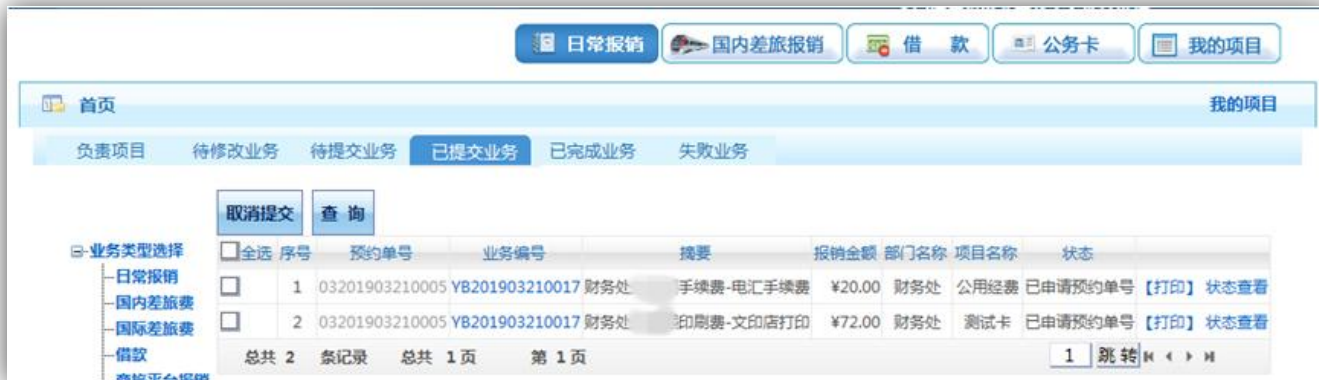 日常报销 国内差旅报销 借 款 公务卡 我的项目
首页 我的项目
负责项目 待修改业务 待提交业务 已提交业务 已完成业务 失败业务
取消提交 查 询
业务类型选择
日常报销
国内差旅费
国际差旅费
借款
商旅平台报销
全选 序号 预约单号 业务编号 摘要 报销金额 部门名称 项目名称 状态
1 03201903210005 YB201903210017 财务处 手续费-电汇手续费 ¥20.00 财务处 公用经费 已申请预约单号 【打印】 状态查看
2 03201903210005 YB201903210017 财务处 印刷费-文印店打印 ¥72.00 财务处 测试卡 已申请预约单号 【打印】 状态查看
总共 2 条记录 总共 1 页 第 1 页 1 跳 转